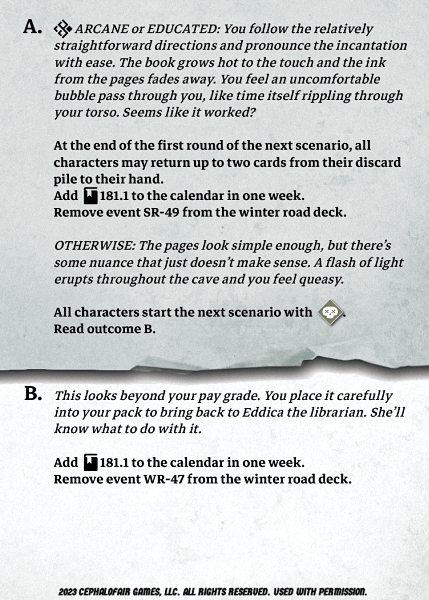 A. ARCANE or EDUCATED: You follow the relatively
straightforward directions and pronounce the incantation
with ease. The book grows hot to the touch and the ink
from the pages fades away. You feel an uncomfortable
bubble pass through you, like time itself rippling through
your torso. Seems like it worked?
At the end of the first round of the next scenario, all
characters may return up to two cards from their discard
pile to their hand.
Add 181.1 to the calendar in one week.
Remove event SR-49 from the winter road deck.
OTHERWISE: The pages look simple enough, but there's
some nuance that just doesn't make sense. A flash of light
erupts throughout the cave and you feel queasy.
All characters start the next scenario with .
Read outcome B.
B. This looks beyond your pay grade. You place it carefully
into your pack to bring back to Eddica the librarian. She'll
know what to do with it.
Add 181.1 to the calendar in one week.
Remove event WR-47 from the winter road deck.
2023 CEPHALOFAIR GAMES, LLC. ALL RIGHTS RESERVED. USED WITH PERMISSION.